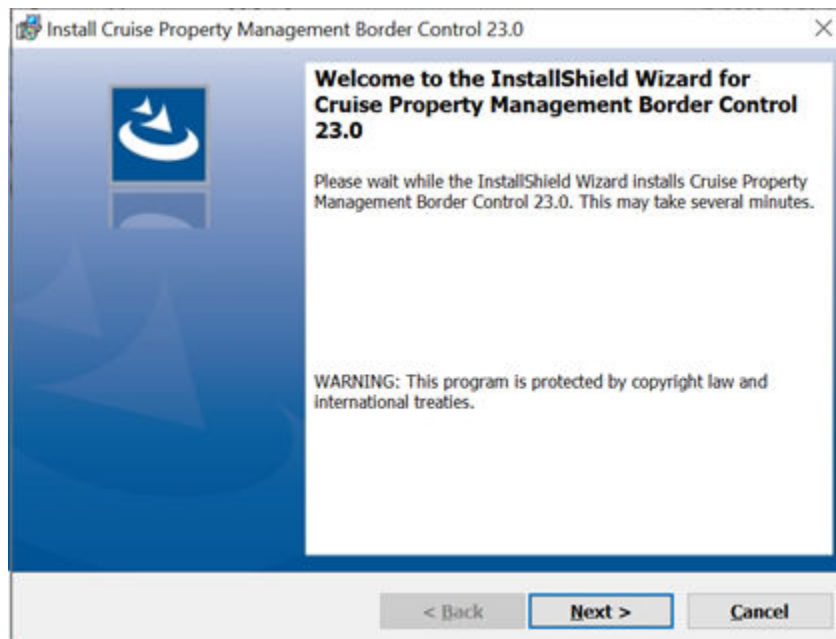 Install Cruise Property Management Border Control 23.0
Welcome to the InstallShield Wizard for
Cruise Property Management Border Control
23.0
Please wait while the InstallShield Wizard installs Cruise Property
Management Border Control 23.0. This may take several minutes.
WARNING: This program is protected by copyright law and
international treaties.
< Back
Next >
Cancel